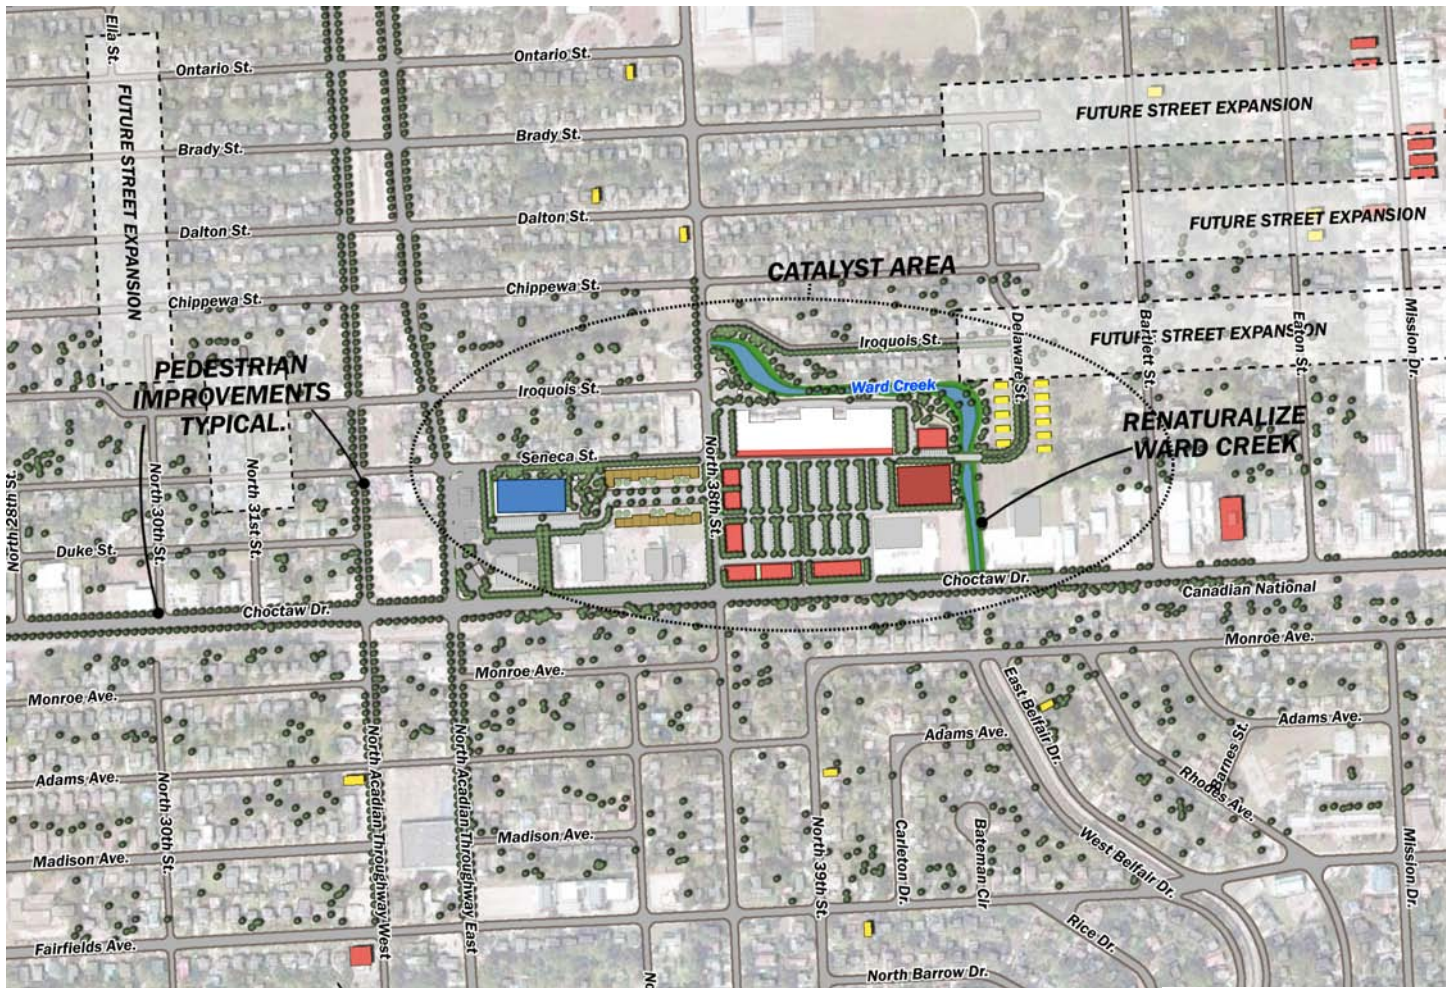 Ella St.
Ontario St.
Ontario St.
FUTURE STREET EXPANSION
FUTURE STREET EXPANSION
Brady St.
Brady St.
FUTURE STREET EXPANSION
Dalton St.
Dalton St.
CATALYST AREA
Chippewa St.
Chippewa St.
FUTURE STREET EXPANSION
Delaware St.
Bartlett St.
Eaton St.
Mission Dr.
Iroquois St.
PEDESTRIAN
IMPROVEMENTS
TYPICAL.
Iroquois St.
Ward Creek
RENATURALIZE
WARD CREEK
North 28th St.
North 30th St.
North 31st St.
Seneca St.
North 38th St.
Duke St.
Choctaw Dr.
Choctaw Dr.
Canadian National
Monroe Ave.
Monroe Ave.
Monroe Ave.
East Belfair Dr.
Adams Ave.
Adams Ave.
Barnes St.
Adams Ave.
North 30th St.
North Acadian Throughway West
North Acadian Throughway East
Rhodes Ave.
Madison Ave.
Madison Ave.
North 39th St.
Carleton Dr.
Bateman Cir
West Belfair Dr.
Mission Dr.
Fairfields Ave.
Rice Dr.
North Barrow Dr.
No